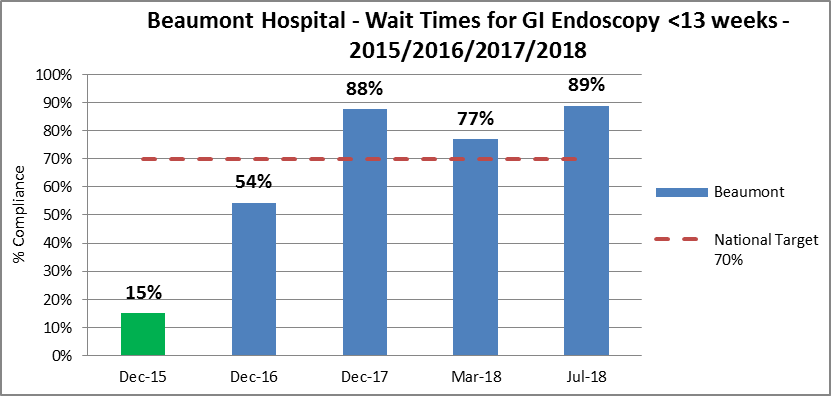 Beaumont Hospital - Wait Times for GI Endoscopy <13 weeks -
2015/2016/2017/2018
% Compliance
100%
90%
80%
70%
60%
50%
40%
30%
20%
10%
0%
15%
54%
88%
77%
89%
Dec-15
Dec-16
Dec-17
Mar-18
Jul-18
Beaumont
National Target
70%